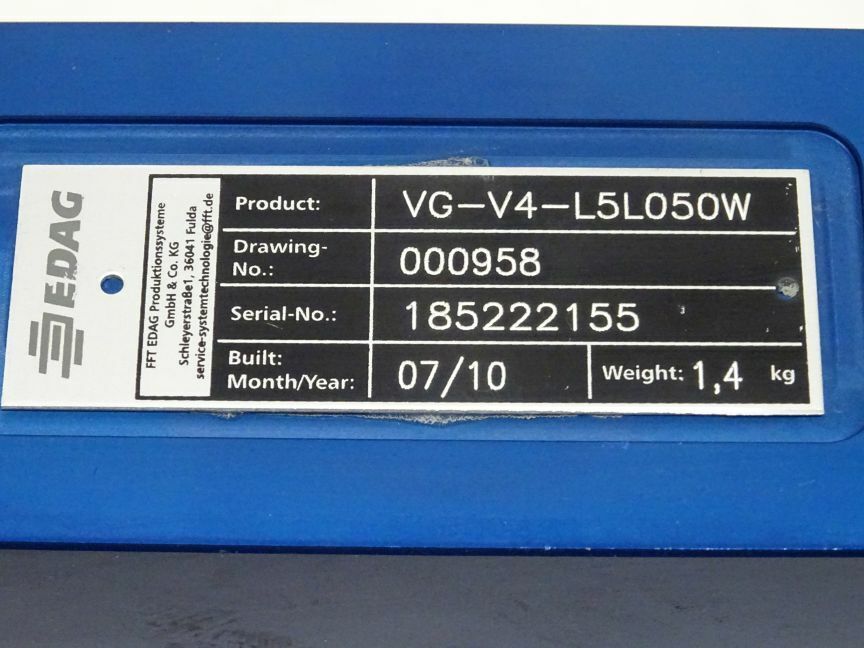 EDAG
FFT EDAG Produktionssysteme
GmbH & Co. KG
Schleyerstraße1, 36041 Fulda
service-systemtechnologie@fft.de
Product: VG-V4-L5L050W
Drawing-
No.: 000958
Serial-No.: 185222155
Built:
Month/Year: 07/10 Weight: 1,4 kg